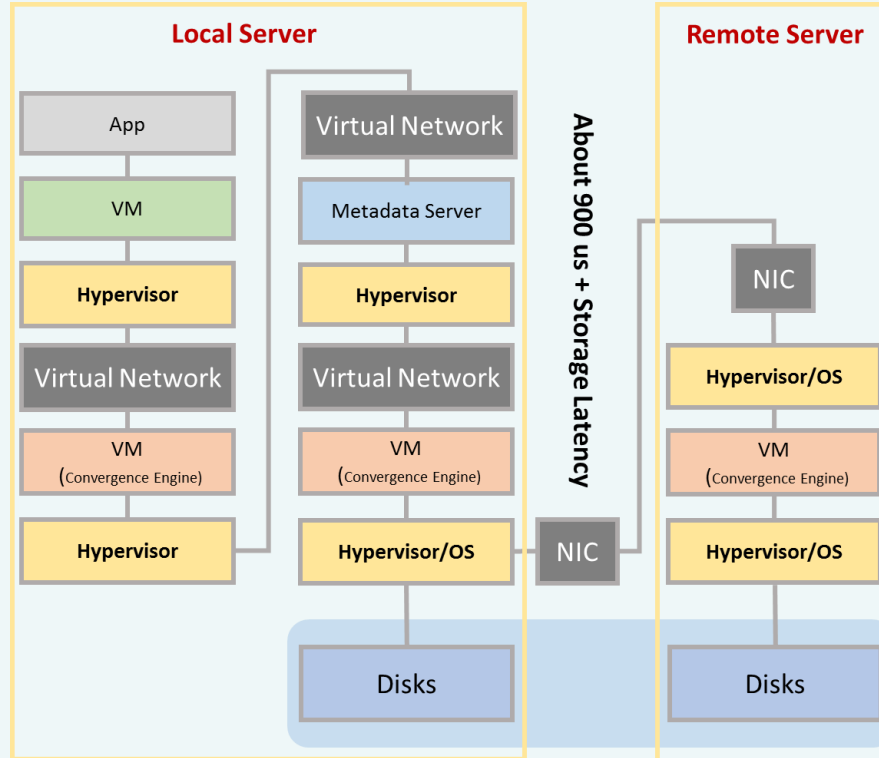 Local Server
App
VM
Hypervisor
Virtual Network
VM
(Convergence Engine)
Hypervisor
Virtual Network
Metadata Server
Hypervisor
Virtual Network
VM
(Convergence Engine)
Hypervisor/OS
Disks
About 900 us + Storage Latency
NIC
Remote Server
NIC
Hypervisor/OS
VM
(Convergence Engine)
Hypervisor/OS
Disks